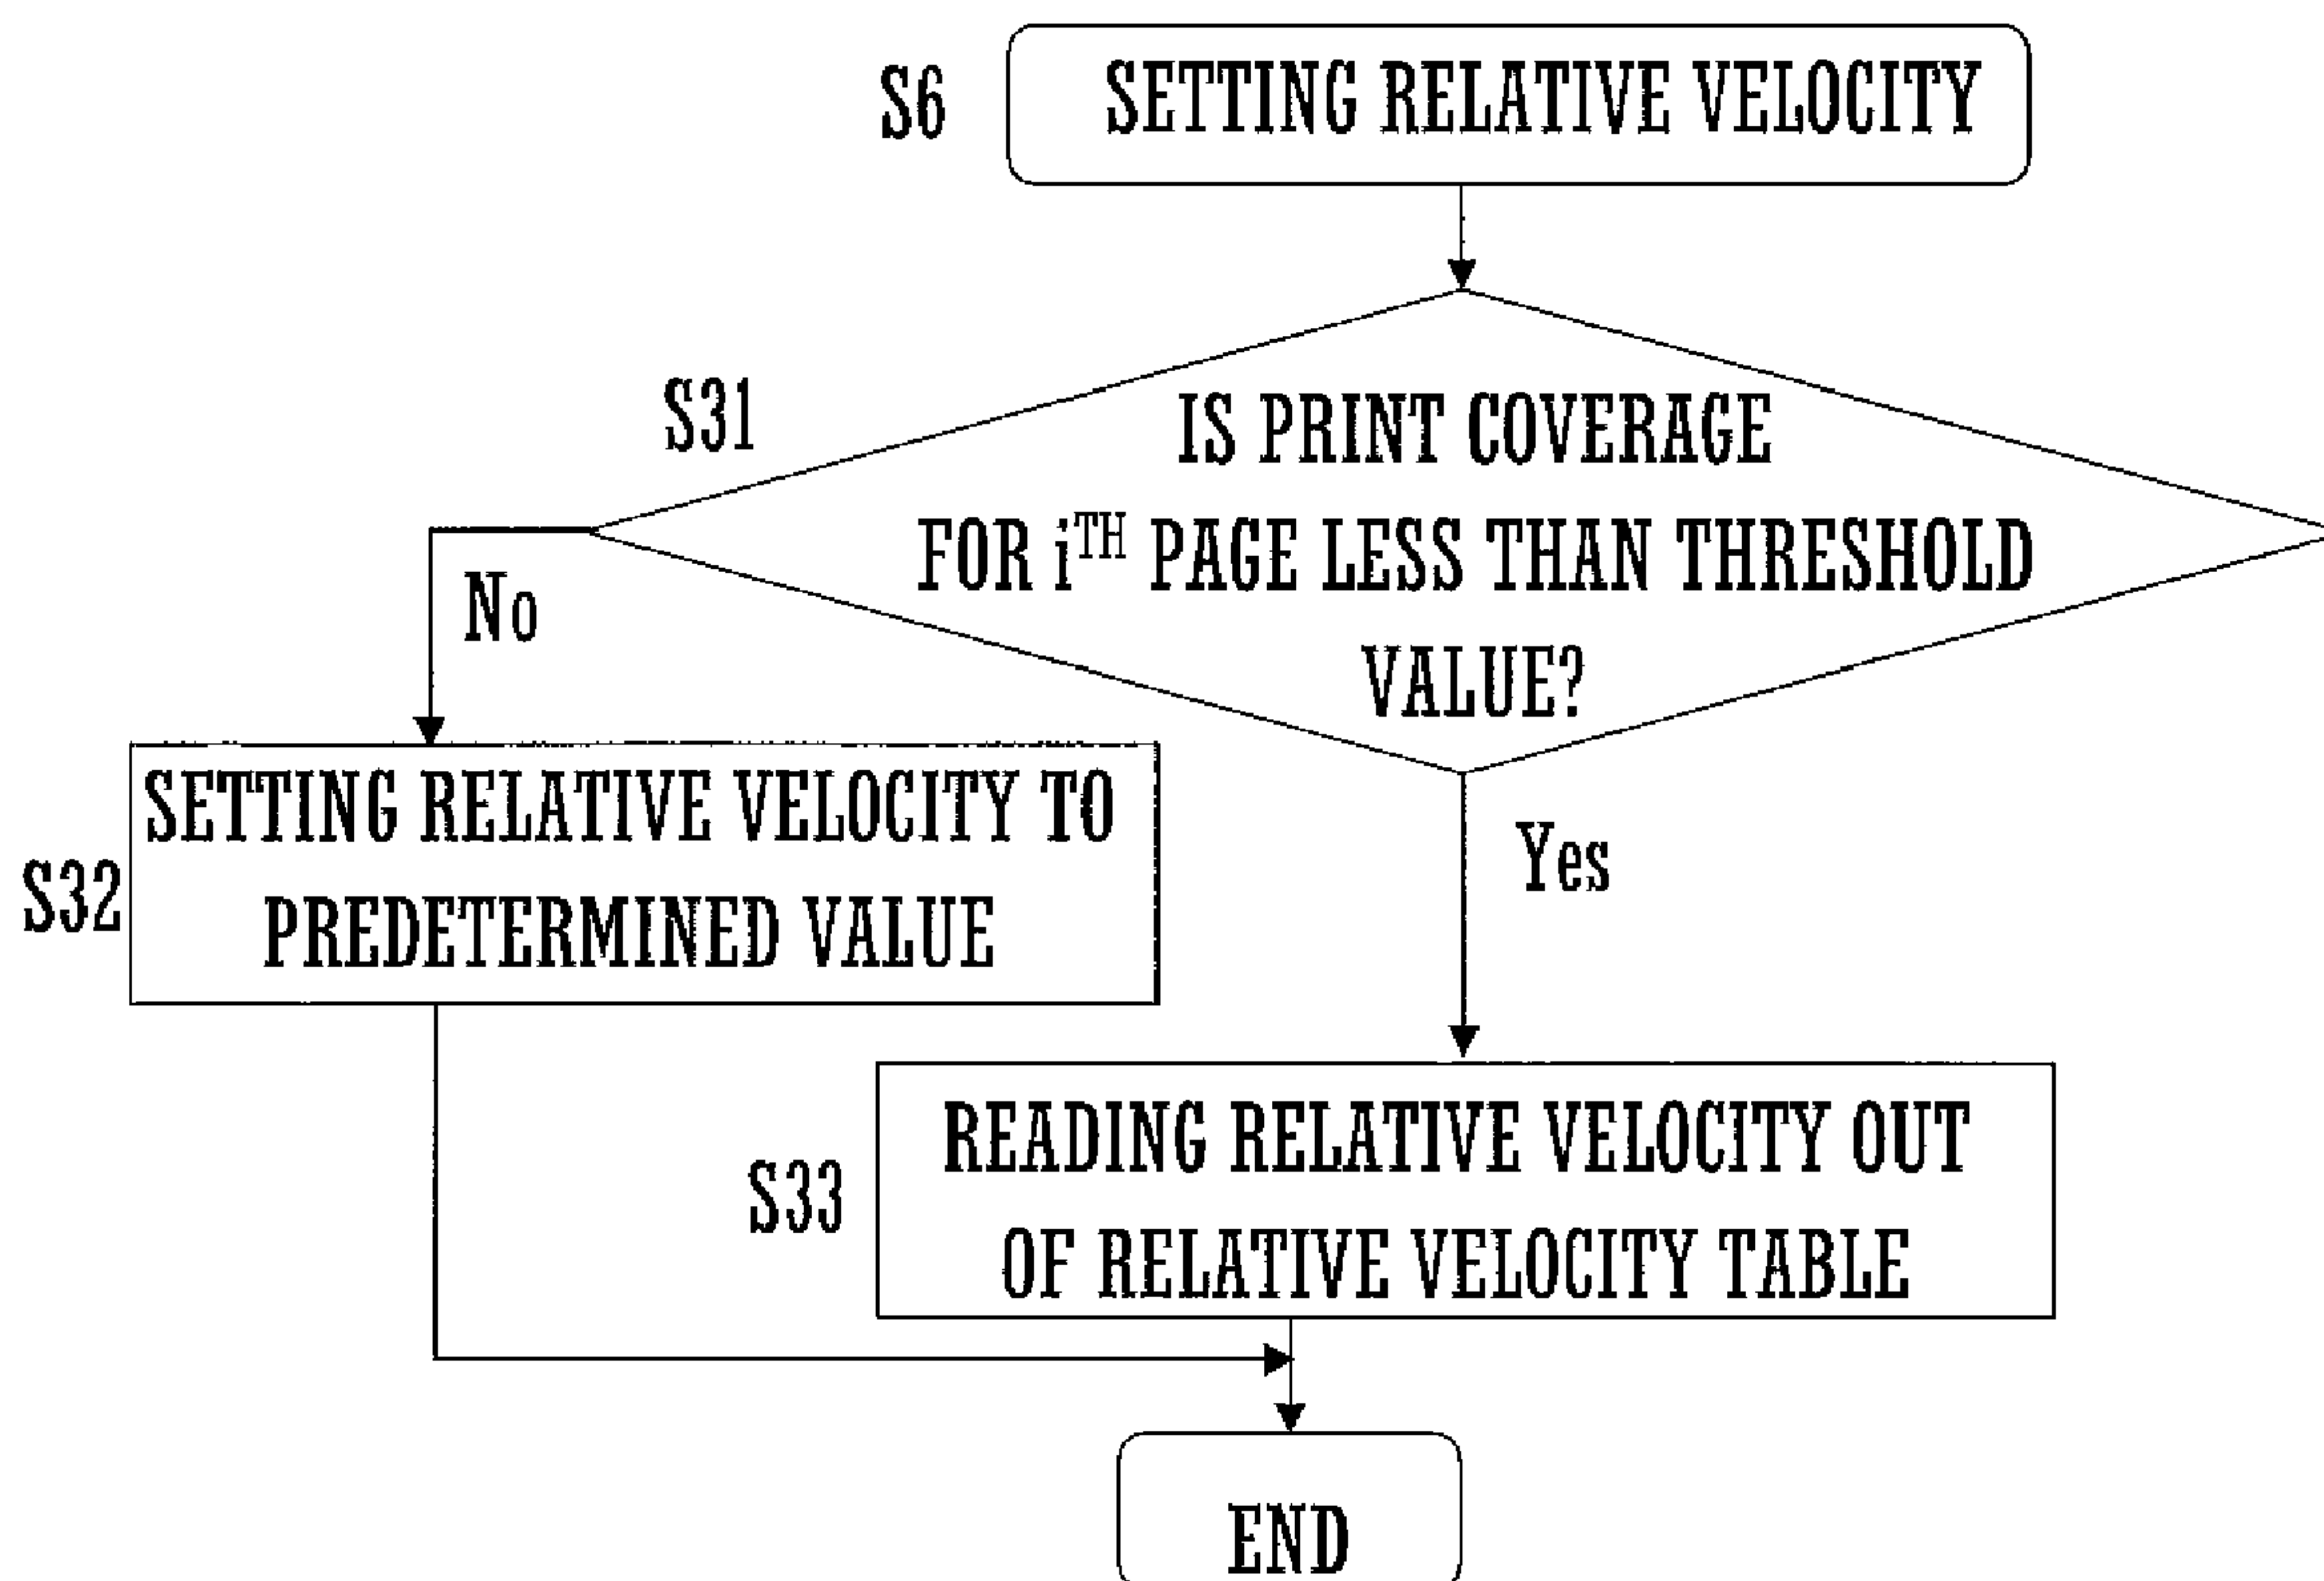 S6
SETTING RELATIVE VELOCITY
S31
IS PRINT COVERAGE
FOR iTH PAGE LESS THAN THRESHOLD
VALUE?
No
Yes
S32
SETTING RELATIVE VELOCITY TO
PREDETERMINED VALUE
S33
READING RELATIVE VELOCITY OUT
OF RELATIVE VELOCITY TABLE
END